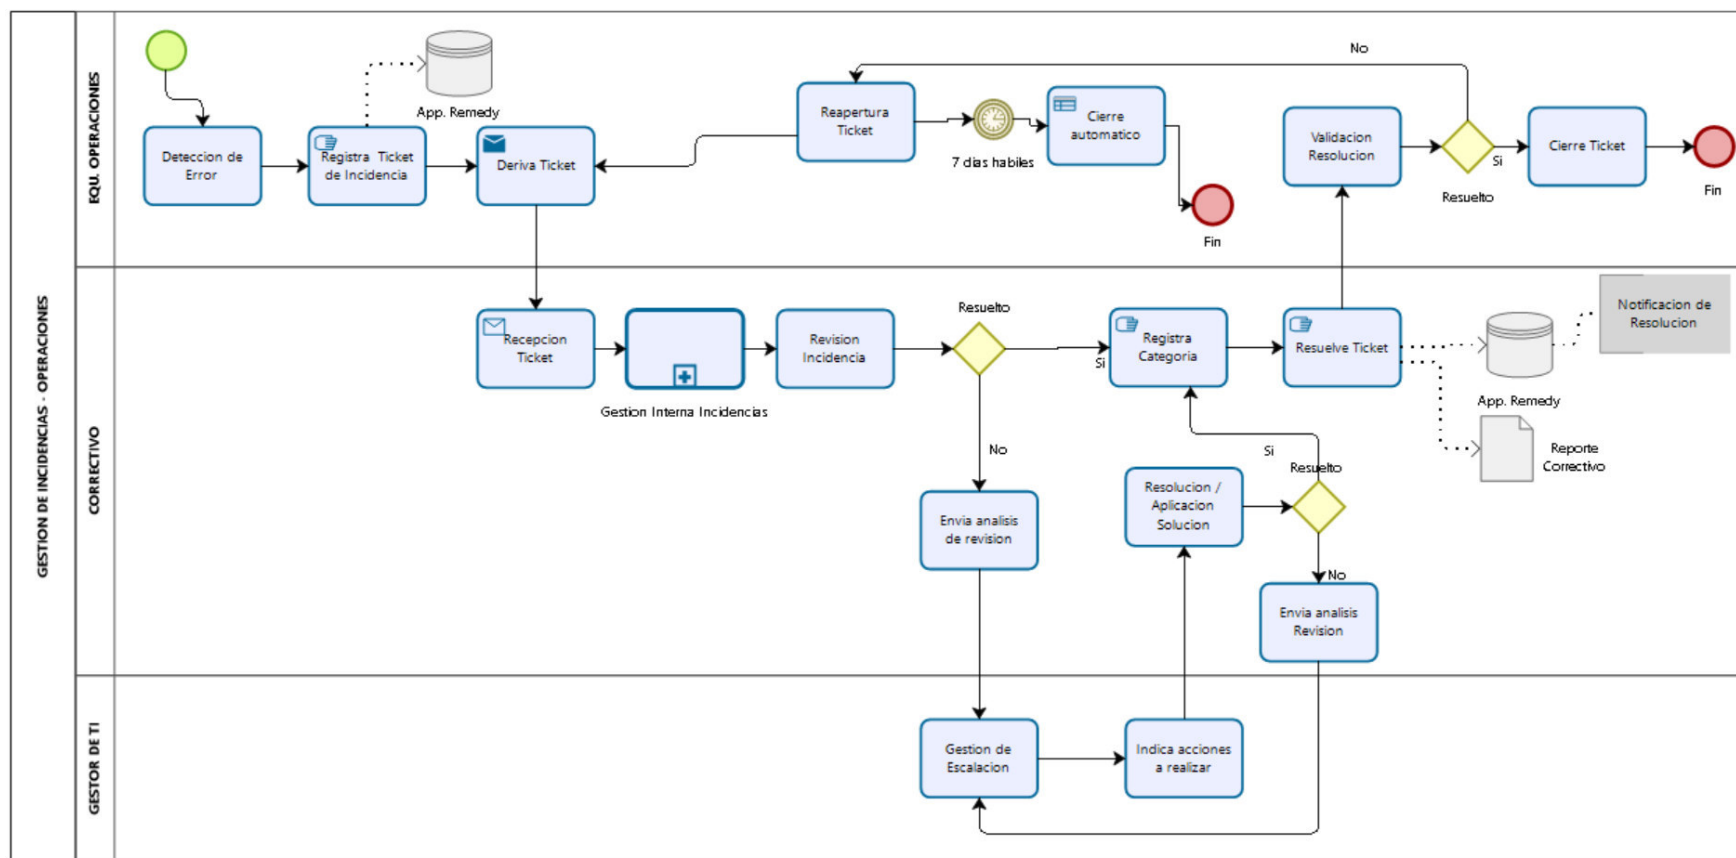 GESTION DE INCIDENCIAS - OPERACIONES
EQU. OPERACIONES
Deteccion de
Error
Registra Ticket
de Incidencia
App. Remedy
Deriva Ticket
Reapertura
Ticket
7 dias habiles
Cierre
automatico
Fin
No
Validacion
Resolucion
Si
Resuelto
Cierre Ticket
Fin
CORRECTIVO
Recepcion
Ticket
Gestion Interna Incidencias
Revision
Incidencia
Resuelto
Si
No
Registra
Categoria
Resuelve Ticket
App. Remedy
Notificacion de
Resolucion
Reporte
Correctivo
Envia analisis
de revision
Resolucion /
Aplicacion
Solucion
Si
Resuelto
No
Envia analisis
Revision
GESTOR DE TI
Gestion de
Escalacion
Indica acciones
a realizar